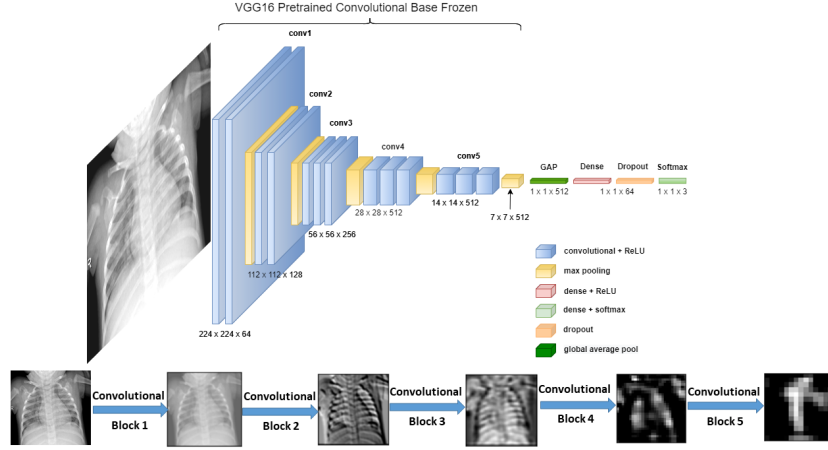 VGG16 Pretrained Convolutional Base Frozen
conv1
conv2
conv3
conv4
conv5
GAP
Dense
Dropout
Softmax
1 x 1 x 512
1 x 1 x 64
1 x 1 x 3
28 x 28 x 512
14 x 14 x 512
7 x 7 x 512
56 x 56 x 256
112 x 112 x 128
224 x 224 x 64
convolutional + ReLU
max pooling
dense + ReLU
dense + softmax
dropout
global average pool
Convolutional
Block 1
Convolutional
Block 2
Convolutional
Block 3
Convolutional
Block 4
Convolutional
Block 5